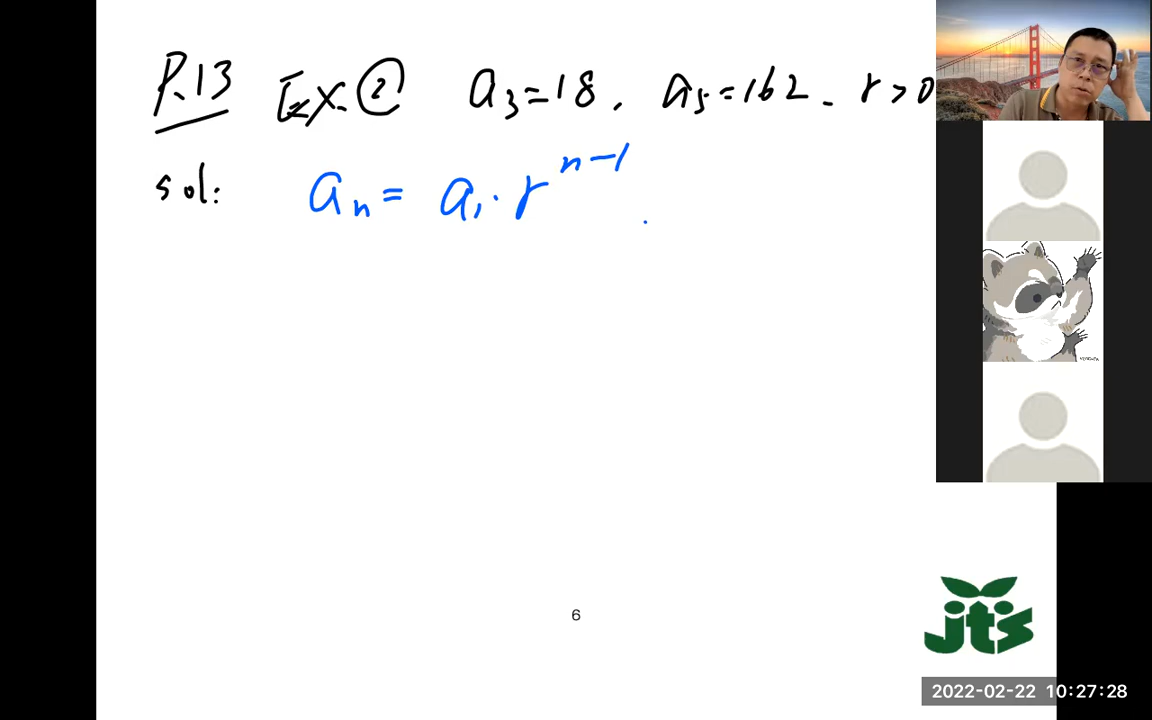 P.13 Ex. ② a₃=18, a₅=162. r>0
sol: aₙ = a₁·rⁿ⁻¹
6
jts
2022-02-22 10:27:28